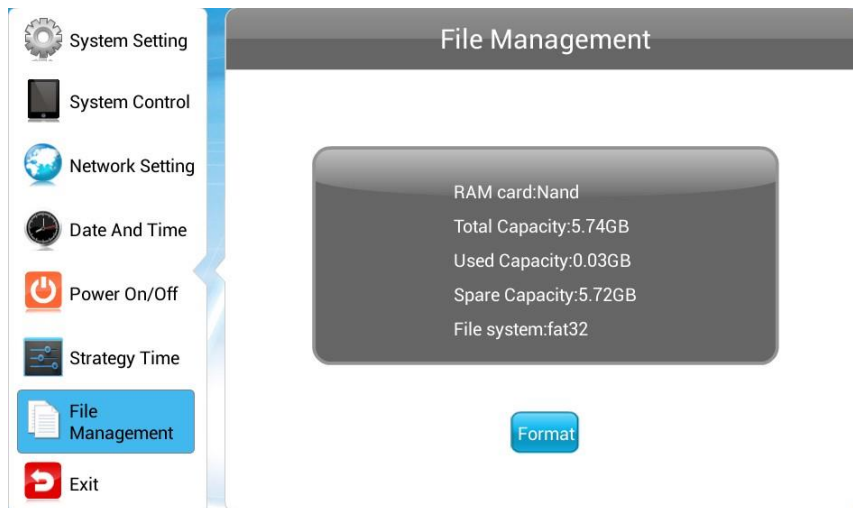 System Setting
System Control
Network Setting
Date And Time
Power On/Off
Strategy Time
File
Management
Exit
File Management
RAM card:Nand
Total Capacity:5.74GB
Used Capacity:0.03GB
Spare Capacity:5.72GB
File system:fat32
Format